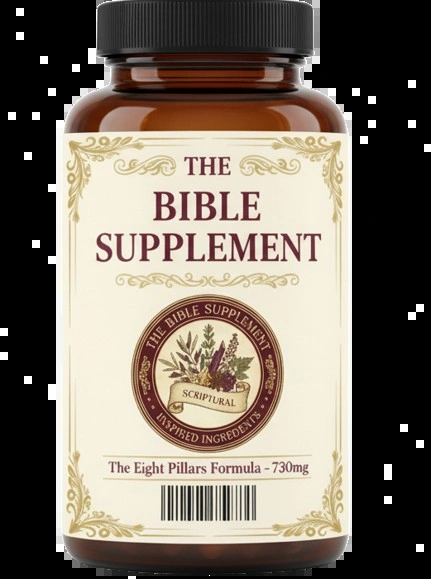 THE
BIBLE
SUPPLEMENT
THE BIBLE SUPPLEMENT
SCRIPTURAL
INSPIRED INGREDIENTS
The Eight Pillars Formula - 730mg